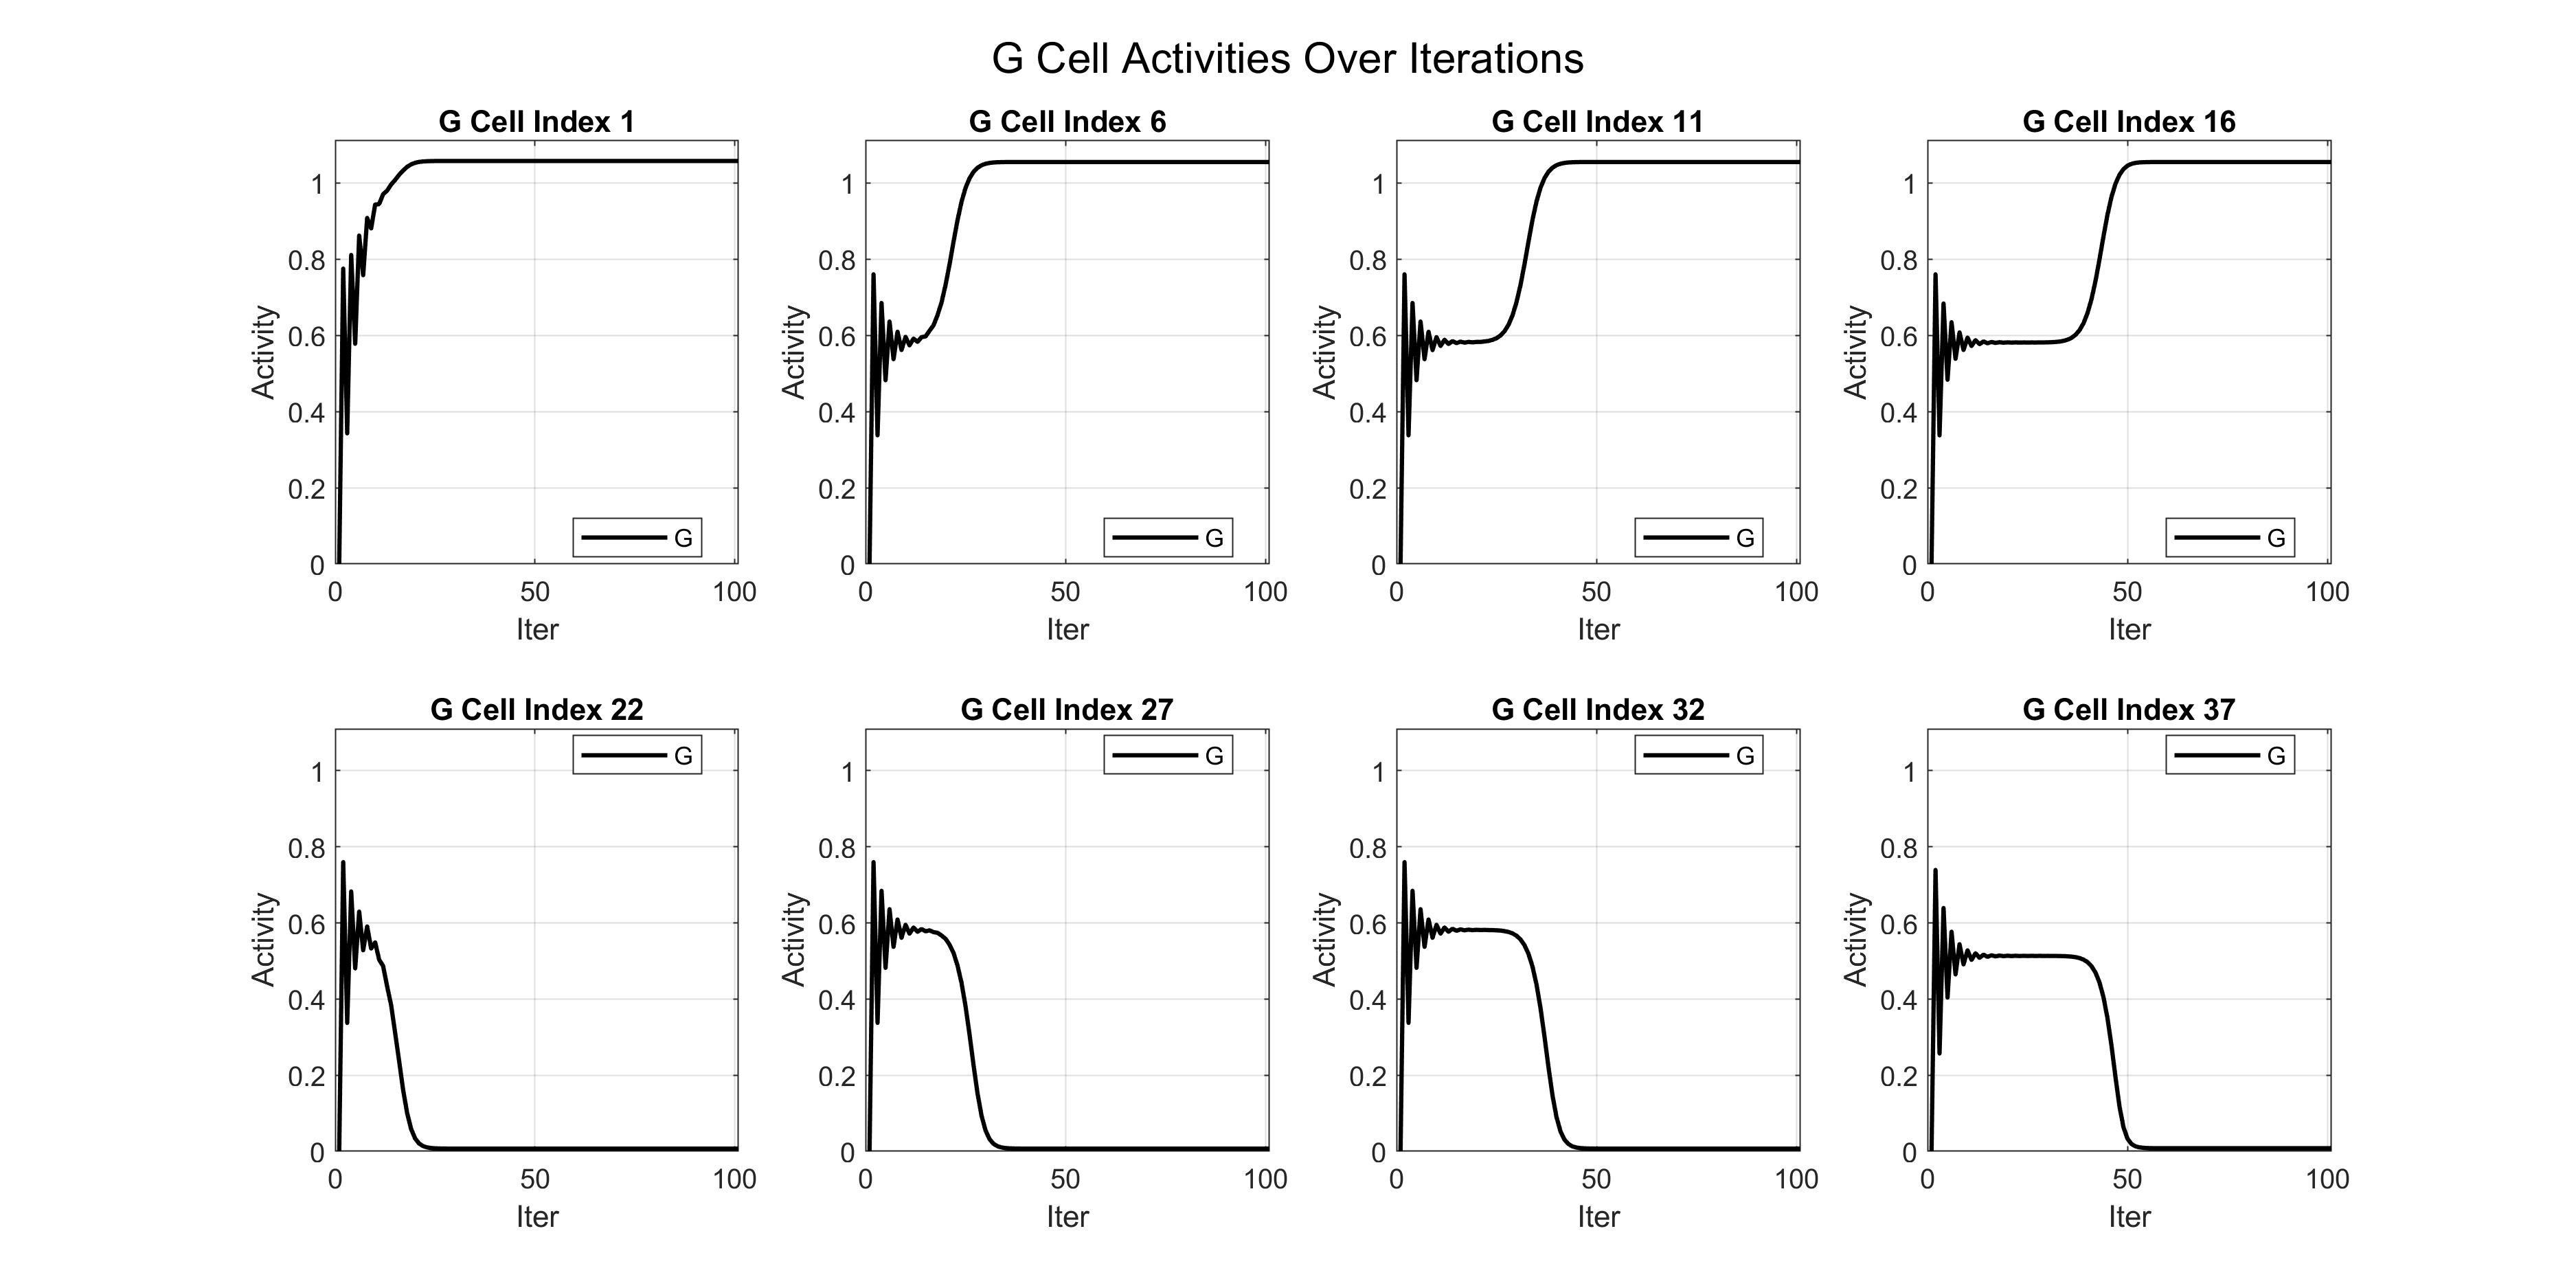 G Cell Activities Over Iterations
G Cell Index 1
G Cell Index 6
G Cell Index 11
G Cell Index 16
Activity
1
0.8
0.6
0.4
0.2
0
0
50
100
Iter
G
Activity
1
0.8
0.6
0.4
0.2
0
0
50
100
Iter
G
Activity
1
0.8
0.6
0.4
0.2
0
0
50
100
Iter
G
Activity
1
0.8
0.6
0.4
0.2
0
0
50
100
Iter
G
G Cell Index 22
G Cell Index 27
G Cell Index 32
G Cell Index 37
G
Activity
1
0.8
0.6
0.4
0.2
0
0
50
100
Iter
G
Activity
1
0.8
0.6
0.4
0.2
0
0
50
100
Iter
G
Activity
1
0.8
0.6
0.4
0.2
0
0
50
100
Iter
G
Activity
1
0.8
0.6
0.4
0.2
0
0
50
100
Iter